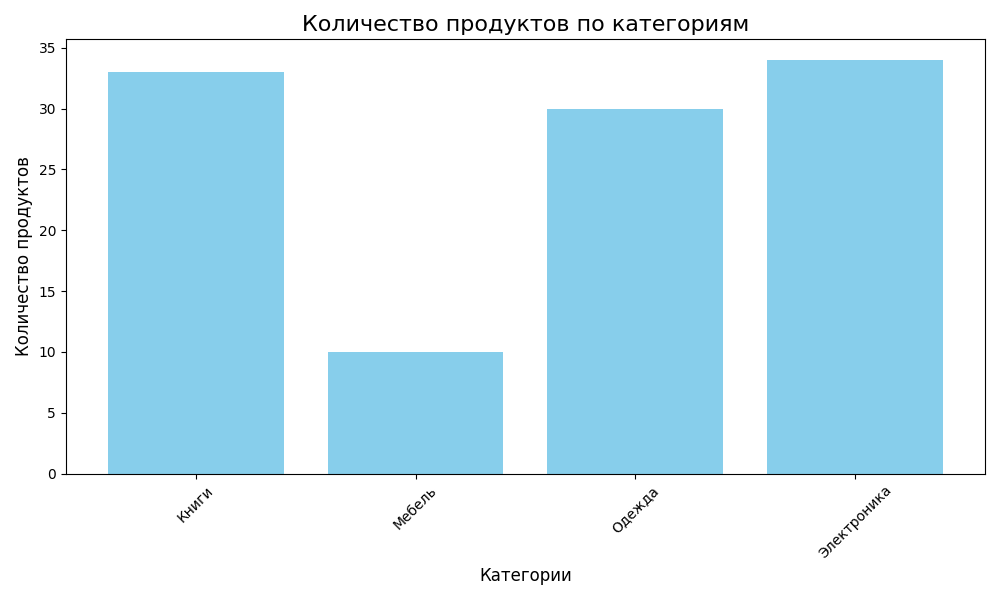 Количество продуктов по категориям
Количество продуктов
35
30
25
20
15
10
5
0
Книги
Мебель
Одежда
Электроника
Категории